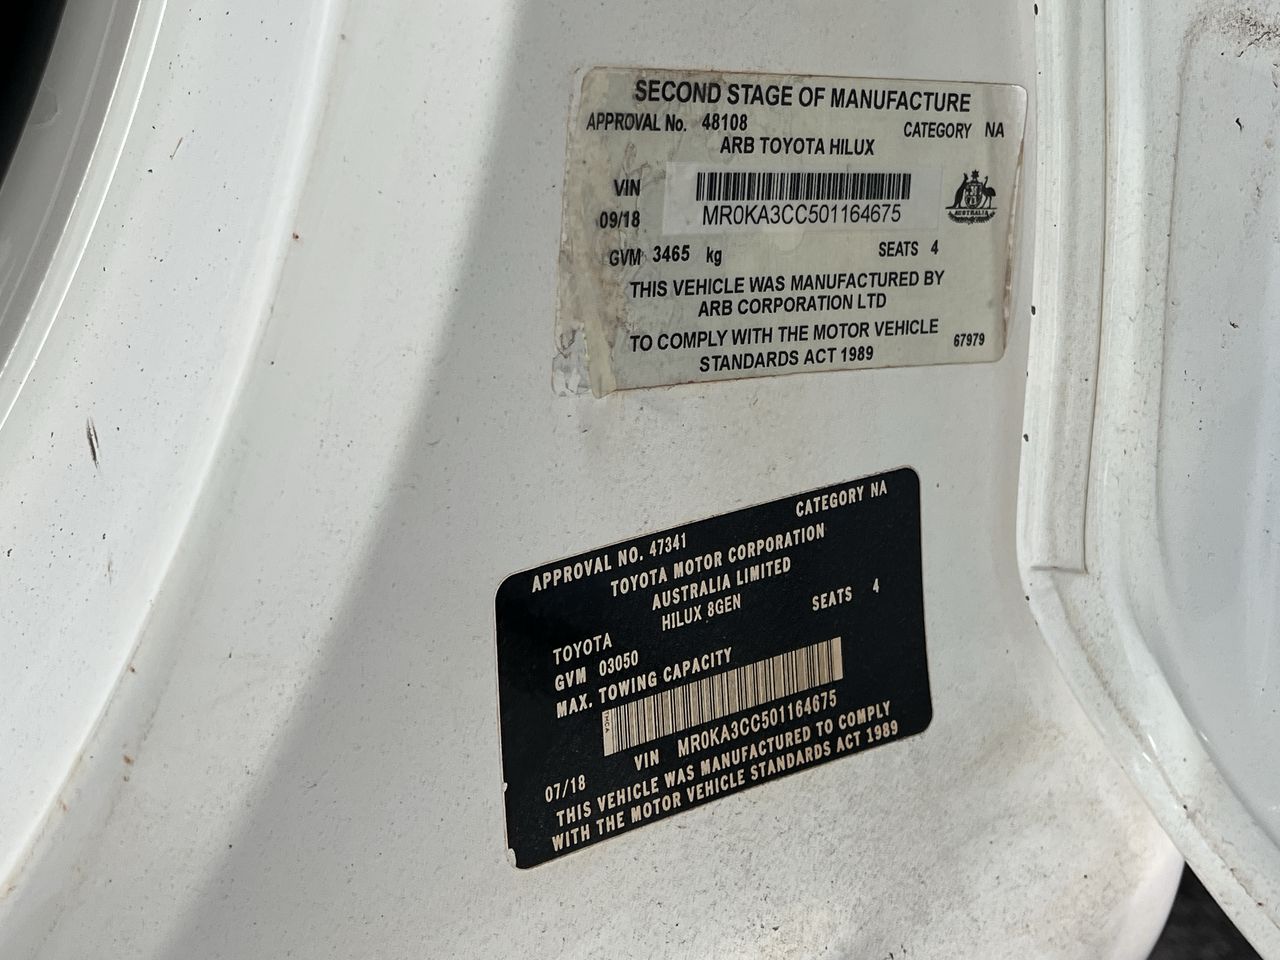 SECOND STAGE OF MANUFACTURE
APPROVAL No. 48108 CATEGORY NA
ARB TOYOTA HILUX
VIN
MR0KA3CC501164675
09/18
AUSTRALIA
GVM 3465 kg SEATS 4
THIS VEHICLE WAS MANUFACTURED BY
ARB CORPORATION LTD
TO COMPLY WITH THE MOTOR VEHICLE
STANDARDS ACT 1989
67979
APPROVAL NO. 47341 CATEGORY NA
TOYOTA MOTOR CORPORATION
AUSTRALIA LIMITED
HILUX 8GEN
TOYOTA SEATS 4
GVM 03050
MAX. TOWING CAPACITY
TMCA
07/18 VIN MR0KA3CC501164675
THIS VEHICLE WAS MANUFACTURED TO COMPLY
WITH THE MOTOR VEHICLE STANDARDS ACT 1989